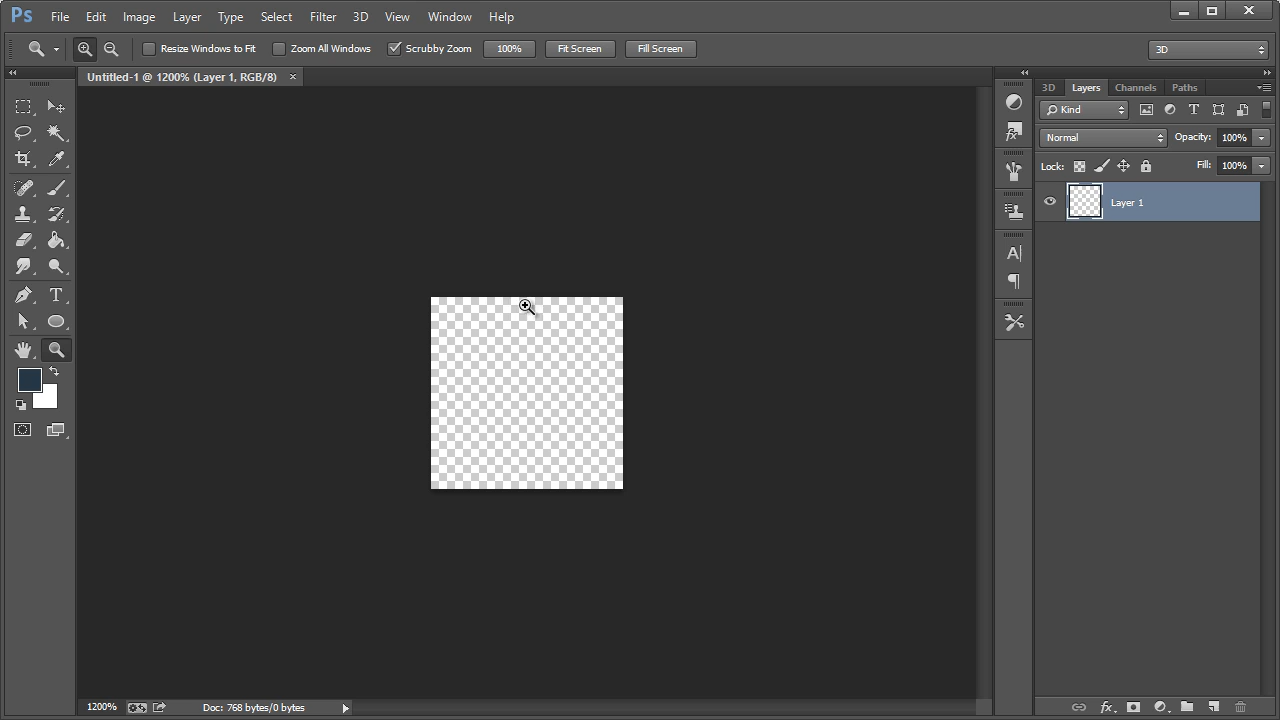 Ps File Edit Image Layer Type Select Filter 3D View Window Help
Resize Windows to Fit Zoom All Windows Scrubby Zoom 100% Fit Screen Fill Screen 3D
Untitled-1 @ 1200% (Layer 1, RGB/8) ×
3D Layers Channels Paths
Kind
Normal Opacity: 100%
Lock: Fill: 100%
Layer 1
1200% Doc: 768 bytes/0 bytes